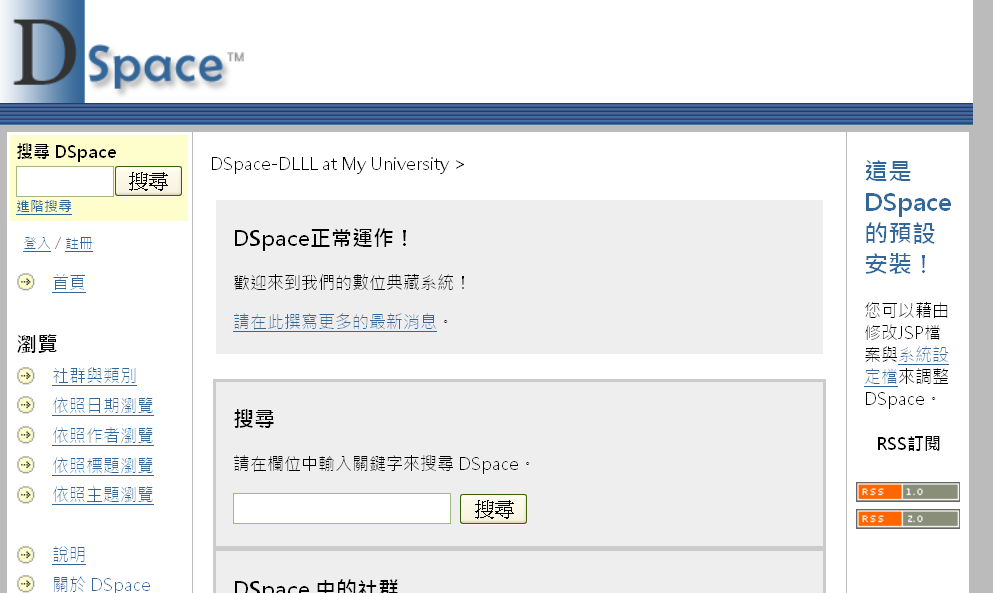 DSpace™
搜尋 DSpace
搜尋
進階搜尋
登入 / 註冊
首頁
瀏覽
社群與類別
依照日期瀏覽
依照作者瀏覽
依照標題瀏覽
依照主題瀏覽
說明
關於 DSpace
DSpace-DLLL at My University >
DSpace正常運作！
歡迎來到我們的數位典藏系統！
請在此撰寫更多的最新消息。
搜尋
請在欄位中輸入關鍵字來搜尋 DSpace。
搜尋
DSpace 中的社群
這是
DSpace
的預設
安裝！
您可以藉由
修改JSP檔
案與系統設
定檔來調整
DSpace。
RSS訂閱
RSS 1.0
RSS 2.0